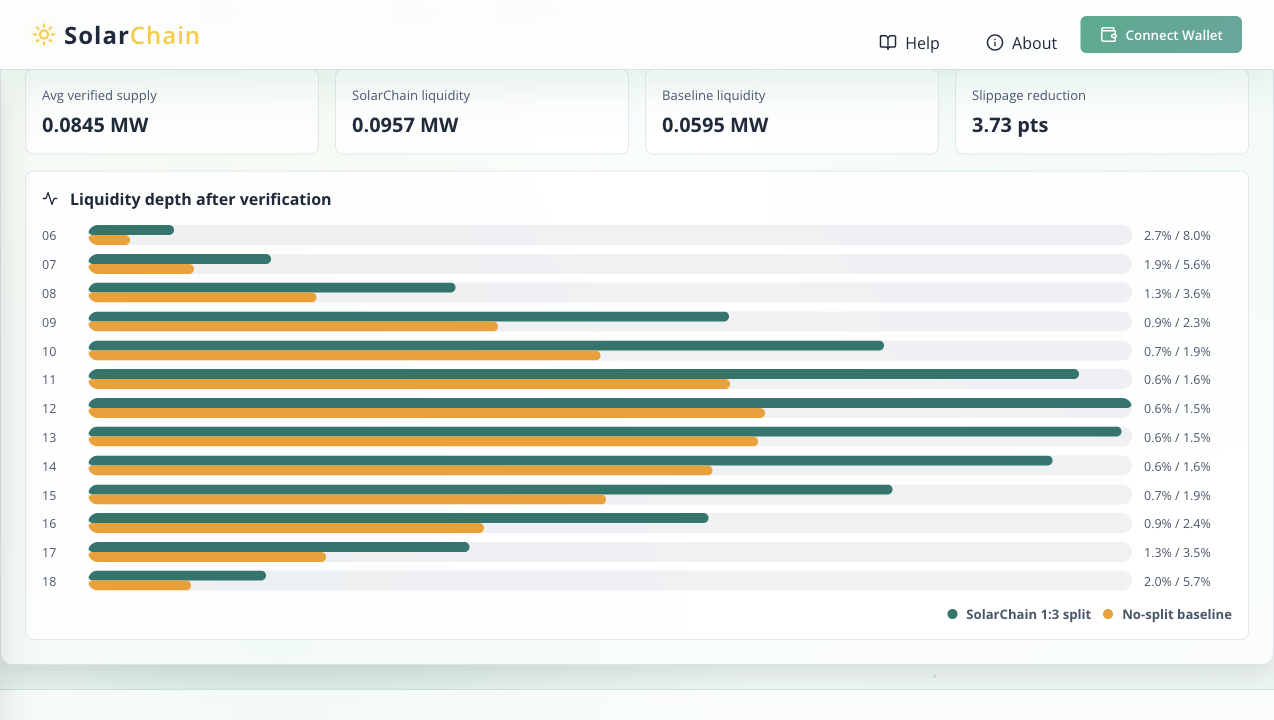 SolarChain
Help
About
Connect Wallet
Avg verified supply
0.0845 MW
SolarChain liquidity
0.0957 MW
Baseline liquidity
0.0595 MW
Slippage reduction
3.73 pts
Liquidity depth after verification
06 2.7% / 8.0%
07 1.9% / 5.6%
08 1.3% / 3.6%
09 0.9% / 2.3%
10 0.7% / 1.9%
11 0.6% / 1.6%
12 0.6% / 1.5%
13 0.6% / 1.5%
14 0.6% / 1.6%
15 0.7% / 1.9%
16 0.9% / 2.4%
17 1.3% / 3.5%
18 2.0% / 5.7%
SolarChain 1:3 split
No-split baseline